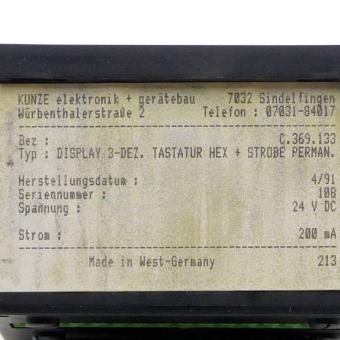 KUNZE elektronik + gerätebau 7032 Sindelfingen
Würbenthalerstraße 2 Telefon : 07031-84017
Bez : C.369.133
Typ : DISPLAY 3-DEZ. TASTATUR HEX + STROBE PERMAN.
Herstellungsdatum : 4/91
Seriennummer : 108
Spannung : 24 V DC
Strom : 200 mA
Made in West-Germany 213